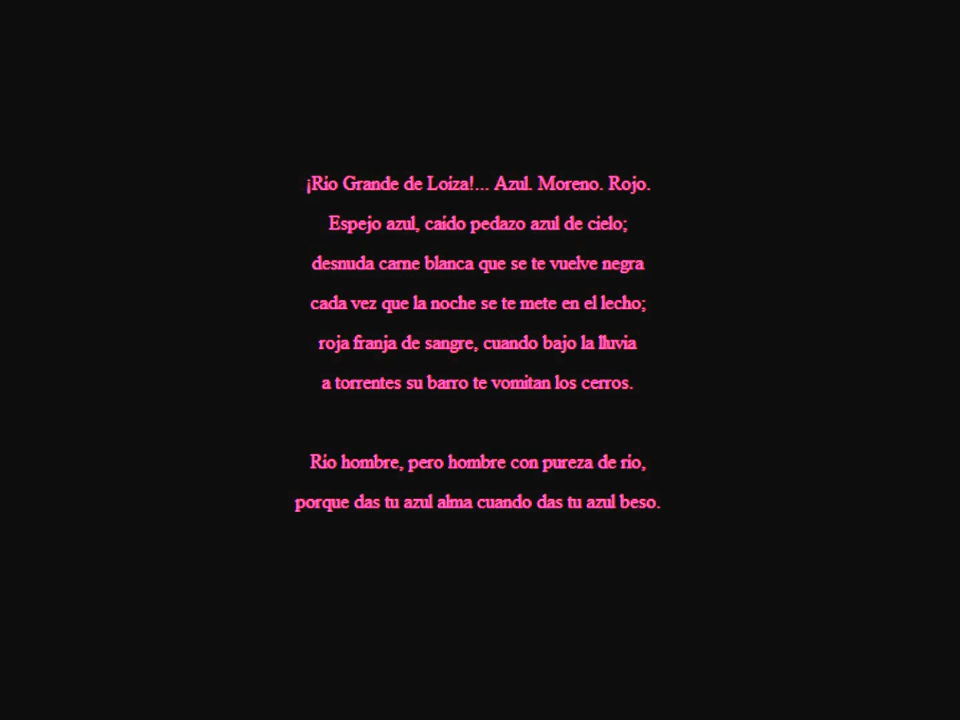 ¡Río Grande de Loíza!... Azul. Moreno. Rojo.
Espejo azul, caído pedazo azul de cielo;
desnuda carne blanca que se te vuelve negra
cada vez que la noche se te mete en el lecho;
roja franja de sangre, cuando bajo la lluvia
a torrentes su barro te vomitan los cerros.

Río hombre, pero hombre con pureza de río,
porque das tu azul alma cuando das tu azul beso.